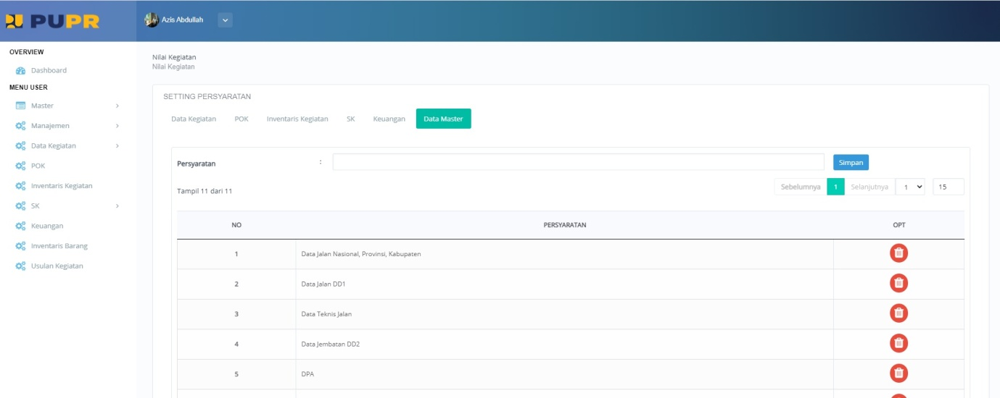 PUPR
Azis Abdullah
OVERVIEW
Dashboard
MENU USER
Master
Manajemen
Data Kegiatan
POK
Inventaris Kegiatan
SK
Keuangan
Inventaris Barang
Usulan Kegiatan
Nilai Kegiatan
Nilai Kegiatan
SETTING PERSYARATAN
Data Kegiatan POK Inventaris Kegiatan SK Keuangan Data Master
Persyaratan : Simpan
Tampil 11 dari 11 Sebelumnya 1 Selanjutnya 1 15
NO PERSYARATAN OPT
1 Data Jalan Nasional, Provinsi, Kabupaten
2 Data Jalan DD1
3 Data Teknis Jalan
4 Data Jembatan DD2
5 DPA